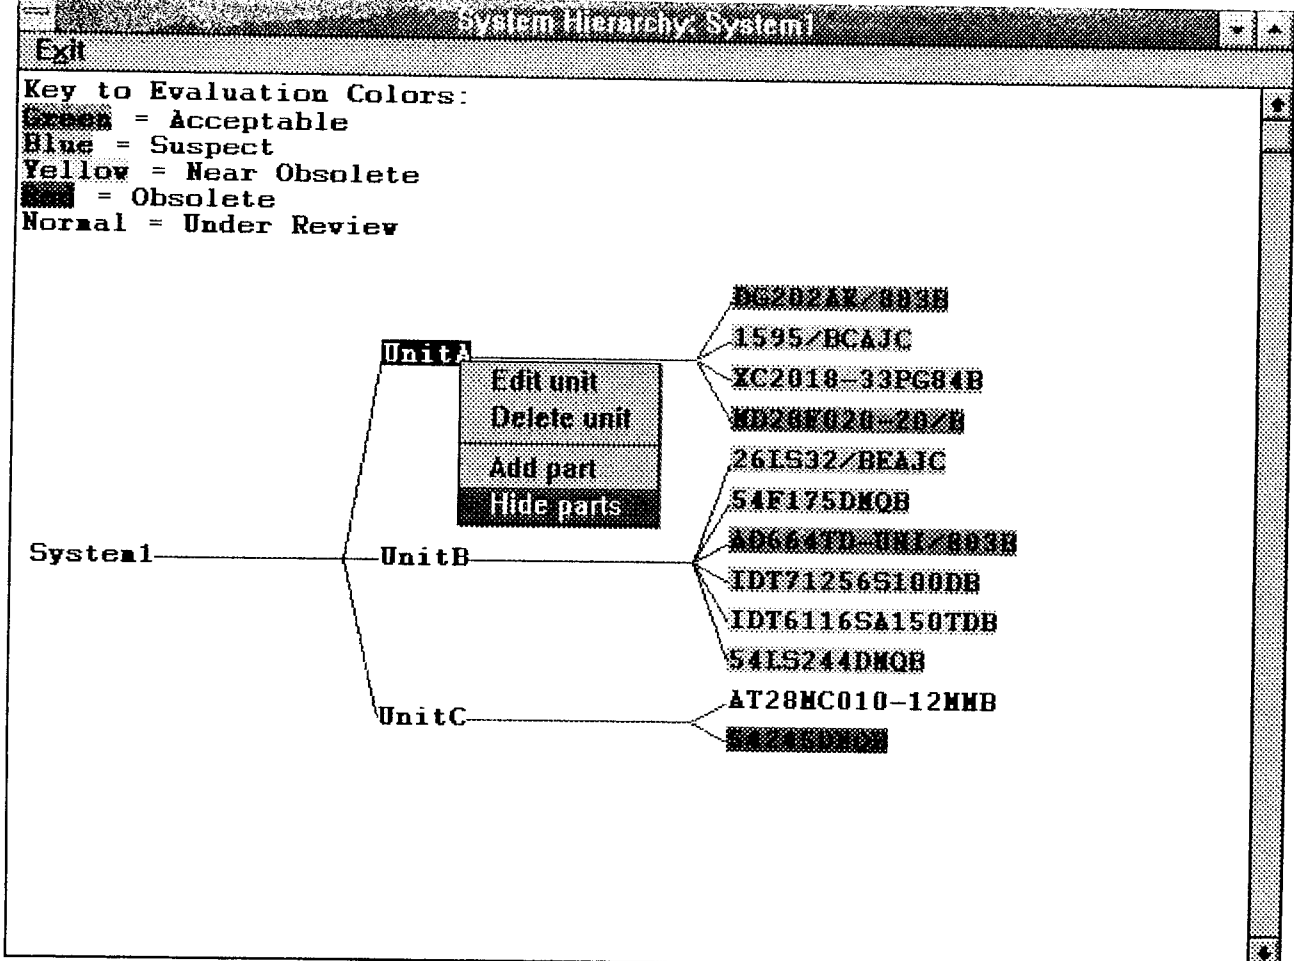 System Hierarchy: System1
Exit
Key to Evaluation Colors:
Green = Acceptable
Blue = Suspect
Yellow = Near Obsolete
Red = Obsolete
Normal = Under Review
DG202AK/883B
UnitA
1595/BCAJC
Edit unit
XC2018-33PG84B
Delete unit
MD28F020-20/B
Add part
26LS32/BEAJC
Hide parts
54F175DMQB
System1
UnitB
AD664TD-UNI/883B
IDT71256S100DB
IDT6116SA150TDB
54LS244DMQB
UnitC
AT28MC010-12MMB